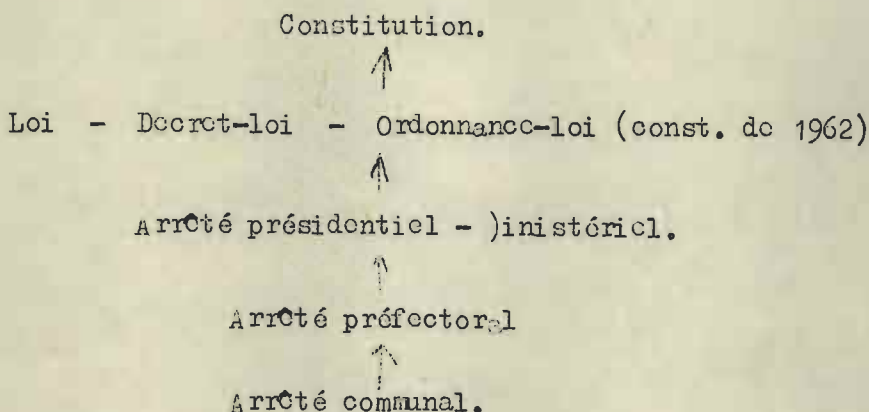 Constitution.
Loi - Decret-loi - Ordonnance-loi (const. de 1962)
Arrêté présidentiel - )inistériel.
Arrêté préfectoral
Arrêté communal.